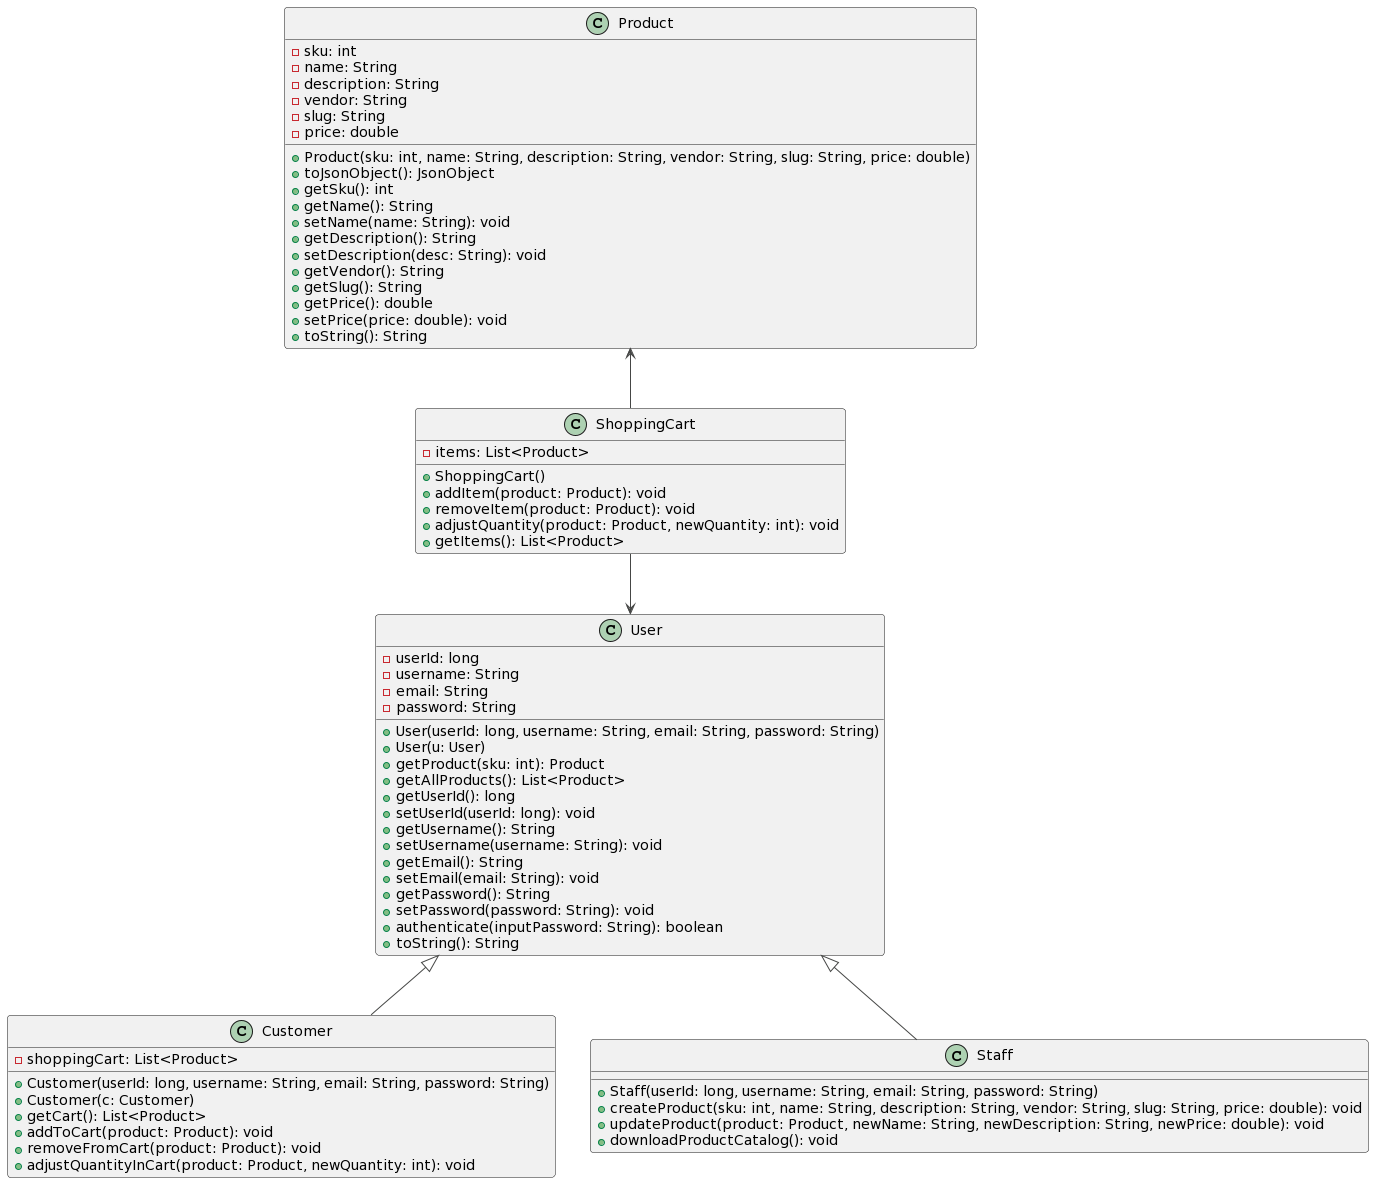 C Product
sku: int
name: String
description: String
vendor: String
slug: String
price: double
Product(sku: int, name: String, description: String, vendor: String, slug: String, price: double)
toJsonObject(): JsonObject
getSku(): int
getName(): String
setName(name: String): void
getDescription(): String
setDescription(desc: String): void
getVendor(): String
getSlug(): String
getPrice(): double
setPrice(price: double): void
toString(): String
C ShoppingCart
items: List<Product>
ShoppingCart()
addItem(product: Product): void
removeItem(product: Product): void
adjustQuantity(product: Product, newQuantity: int): void
getItems(): List<Product>
C User
userId: long
username: String
email: String
password: String
User(userId: long, username: String, email: String, password: String)
User(u: User)
getProduct(sku: int): Product
getAllProducts(): List<Product>
getUserId(): long
setUserId(userId: long): void
getUsername(): String
setUsername(username: String): void
getEmail(): String
setEmail(email: String): void
getPassword(): String
setPassword(password: String): void
authenticate(inputPassword: String): boolean
toString(): String
C Customer
shoppingCart: List<Product>
Customer(userId: long, username: String, email: String, password: String)
Customer(c: Customer)
getCart(): List<Product>
addToCart(product: Product): void
removeFromCart(product: Product): void
adjustQuantityInCart(product: Product, newQuantity: int): void
C Staff
Staff(userId: long, username: String, email: String, password: String)
createProduct(sku: int, name: String, description: String, vendor: String, slug: String, price: double): void
updateProduct(product: Product, newName: String, newDescription: String, newPrice: double): void
downloadProductCatalog(): void